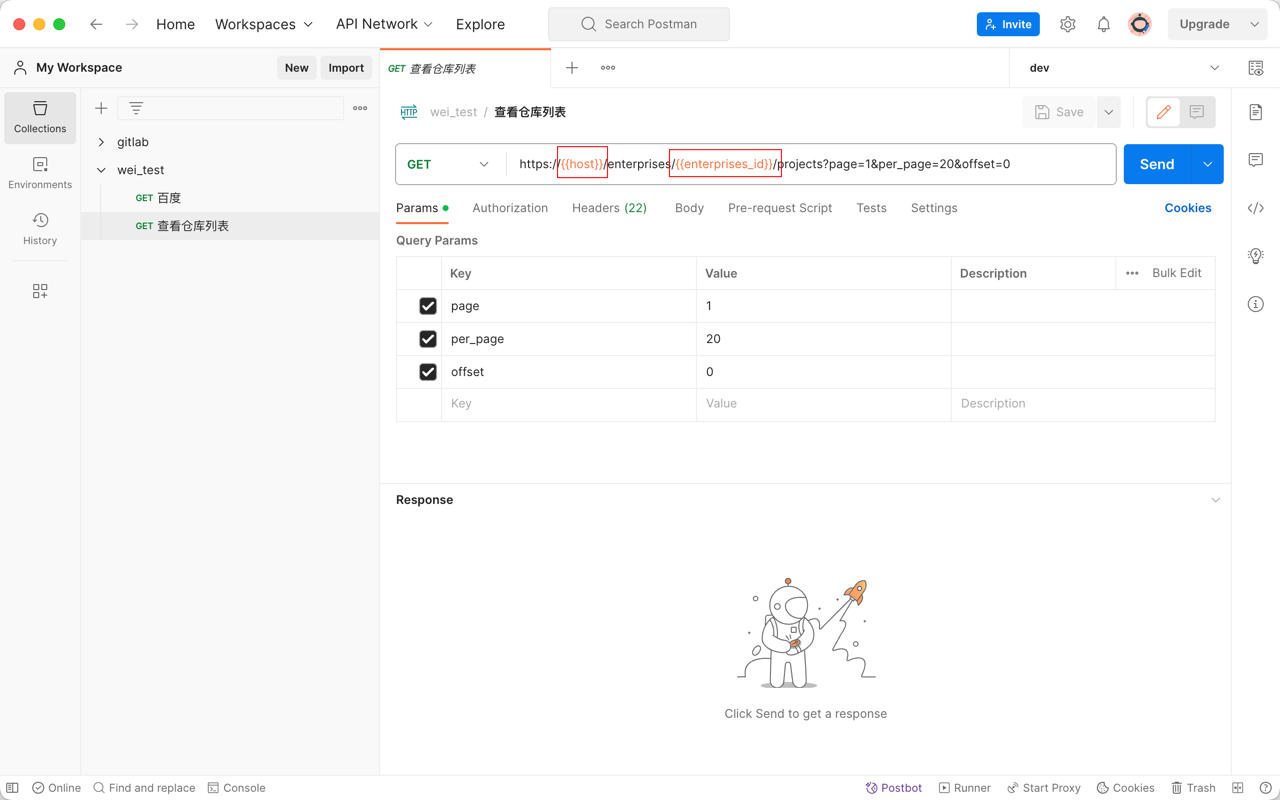 Home Workspaces API Network Explore Search Postman Invite Upgrade
My Workspace New Import GET 查看仓库列表 dev
Collections
Environments
History
gitlab
wei_test
GET 百度
GET 查看仓库列表
HTTP wei_test / 查看仓库列表 Save
GET https://{{host}}/enterprises/{{enterprises_id}}/projects?page=1&per_page=20&offset=0 Send
Params Authorization Headers (22) Body Pre-request Script Tests Settings Cookies
Query Params
Key Value Description Bulk Edit
page 1
per_page 20
offset 0
Key Value Description
Response
Click Send to get a response
Online Find and replace Console Postbot Runner Start Proxy Cookies Trash